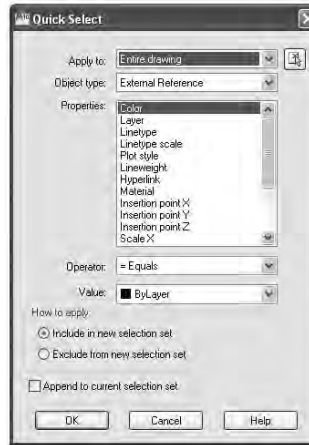 Quick Select
Apply to: Entire drawing
Object type: External Reference
Properties: Color
Layer
Linetype
Linetype scale
Plot style
Lineweight
Hyperlink
Material
Insertion point X
Insertion point Y
Insertion point Z
Scale X
Operator: = Equals
Value: ByLayer
How to apply:
Include in new selection set
Exclude from new selection set
Append to current selection set
OK Cancel Help